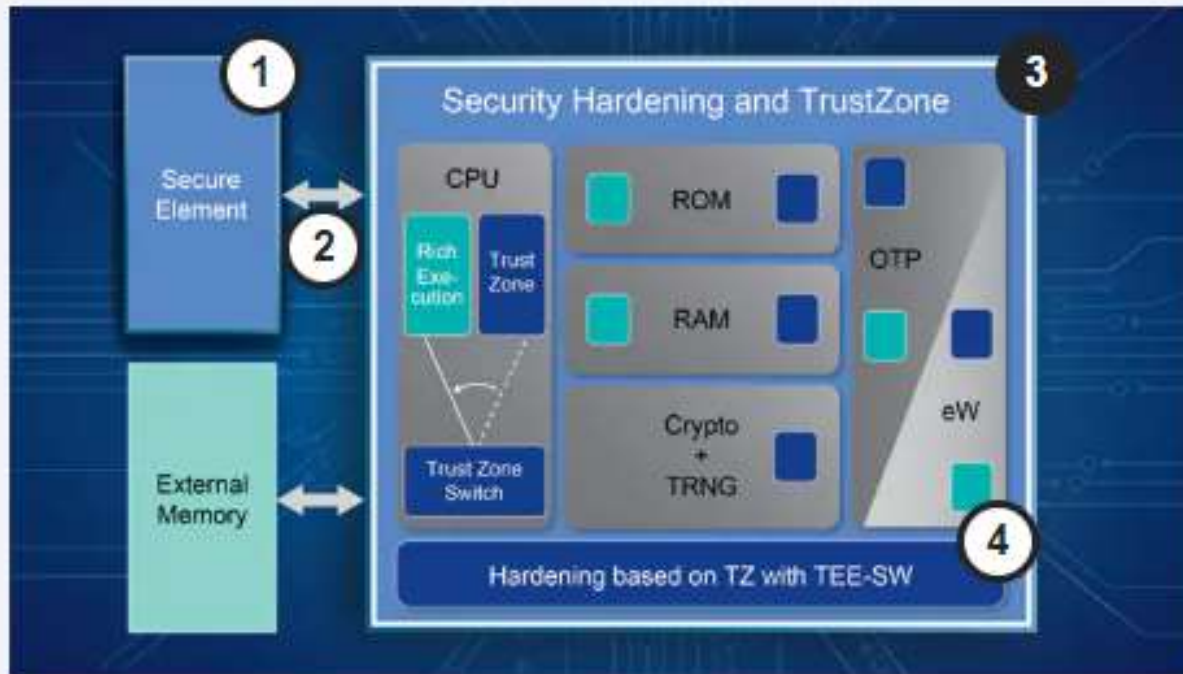 1
Secure
Element
2
External
Memory
3
Security Hardening and TrustZone
CPU
Rich
Exe-
cution
Trust
Zone
Trust Zone
Switch
ROM
RAM
Crypto
+
TRNG
OTP
eW
4
Hardening based on TZ with TEE-SW